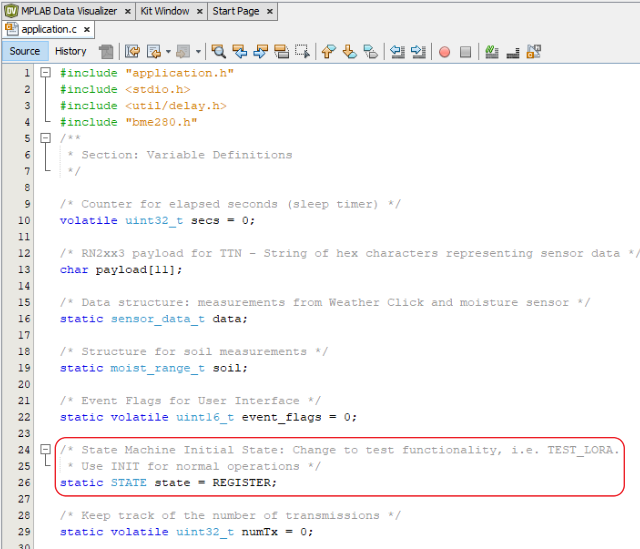 MPLAB Data Visualizer × Kit Window × Start Page ×
application.c ×
Source History
1 #include "application.h"
2 #include <stdio.h>
3 #include <util/delay.h>
4 #include "bme280.h"
5 /**
6 * Section: Variable Definitions
7 */
8
9 /* Counter for elapsed seconds (sleep timer) */
10 volatile uint32_t secs = 0;
11
12 /* RN2xx3 payload for TTN - String of hex characters representing sensor data */
13 char payload[11];
14
15 /* Data structure: measurements from Weather Click and moisture sensor */
16 static sensor_data_t data;
17
18 /* Structure for soil measurements */
19 static moist_range_t soil;
20
21 /* Event Flags for User Interface */
22 static volatile uint16_t event_flags = 0;
23
24 /* State Machine Initial State: Change to test functionality, i.e. TEST_LORA.
25 * Use INIT for normal operations */
26 static STATE state = REGISTER;
27
28 /* Keep track of the number of transmissions */
29 static volatile uint32_t numTx = 0;
30